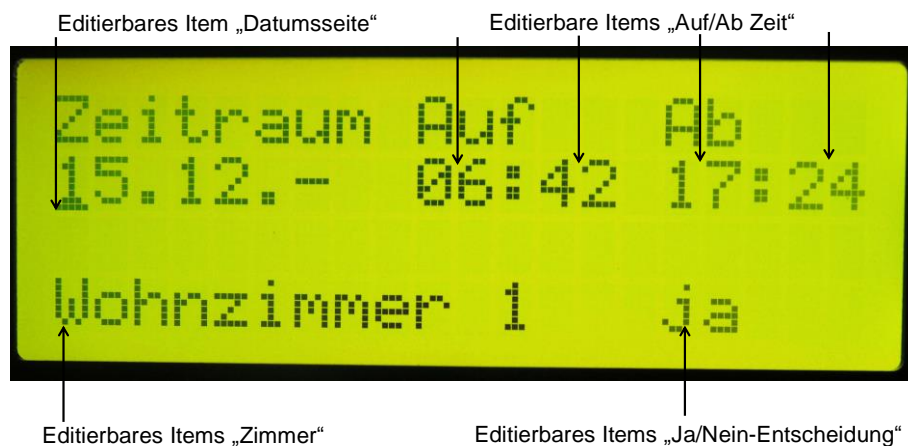 Editierbares Item „Datumsseite“ Editierbare Items „Auf/Ab Zeit“
Zeitraum Auf Ab
15.12.- 06:42 17:24
Wohnzimmer 1 ja
Editierbares Items „Zimmer“ Editierbares Items „Ja/Nein-Entscheidung“